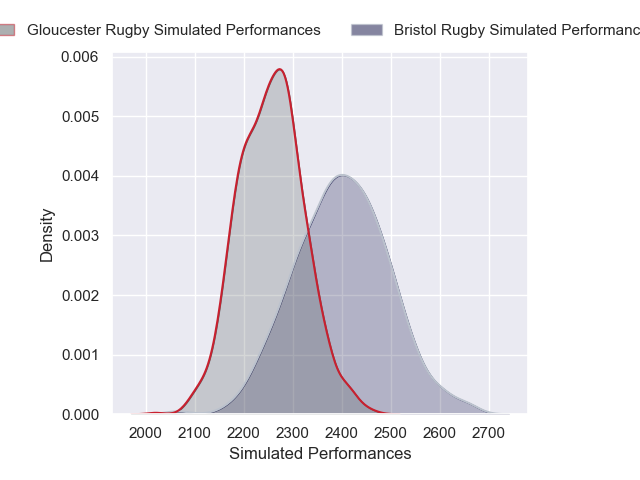 Gloucester Rugby Simulated Performances
Bristol Rugby Simulated
0.006
0.005
0.004
0.003
0.002
0.001
0.000
Density
2000 2100 2200 2300 2400 2500 2600 2700
Simulated Performances